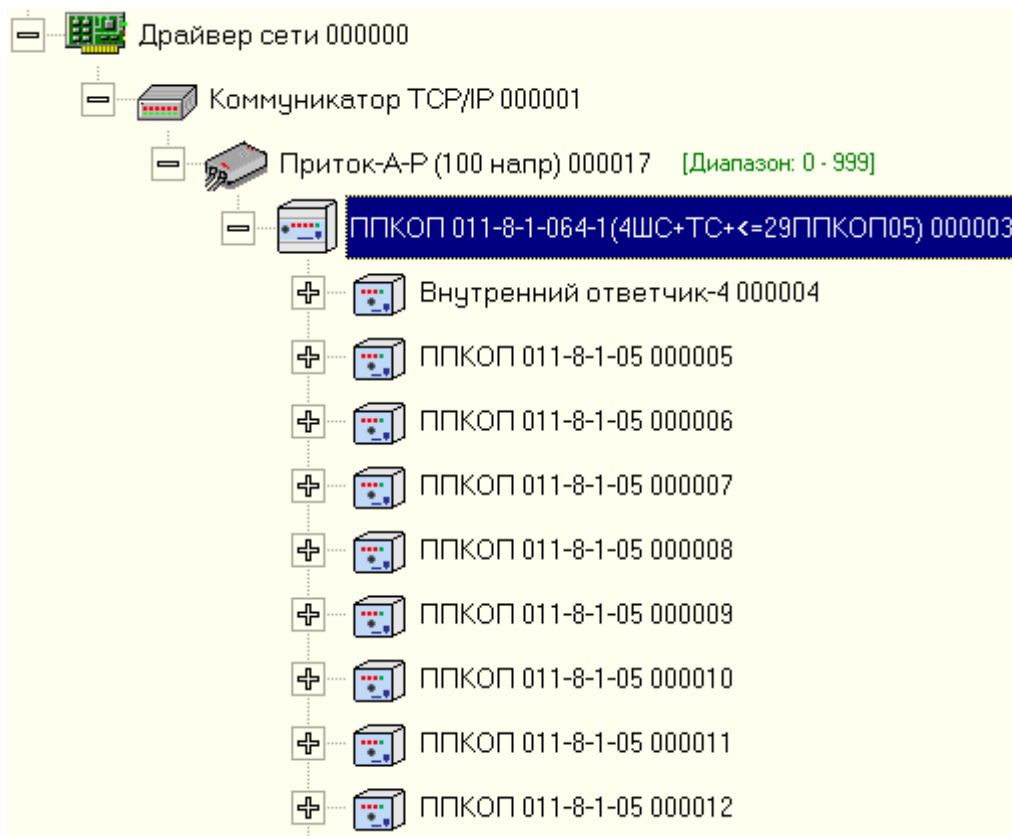 Драйвер сети 000000
Коммуникатор TCP/IP 000001
Приток-А-Р (100 напр) 000017 [Диапазон: 0 - 999]
ППКОП 011-8-1-064-1(4ШС+ТС+<=29ППКОП05) 000003
Внутренний ответчик-4 000004
ППКОП 011-8-1-05 000005
ППКОП 011-8-1-05 000006
ППКОП 011-8-1-05 000007
ППКОП 011-8-1-05 000008
ППКОП 011-8-1-05 000009
ППКОП 011-8-1-05 000010
ППКОП 011-8-1-05 000011
ППКОП 011-8-1-05 000012